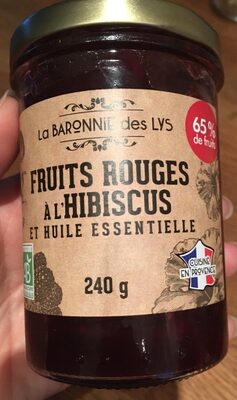 La BARONNIE des LYS
65%
de fruits
FRUITS ROUGES
À L'HIBISCUS
ET HUILE ESSENTIELLE
240 g
CUISINÉ
EN PROVENCE